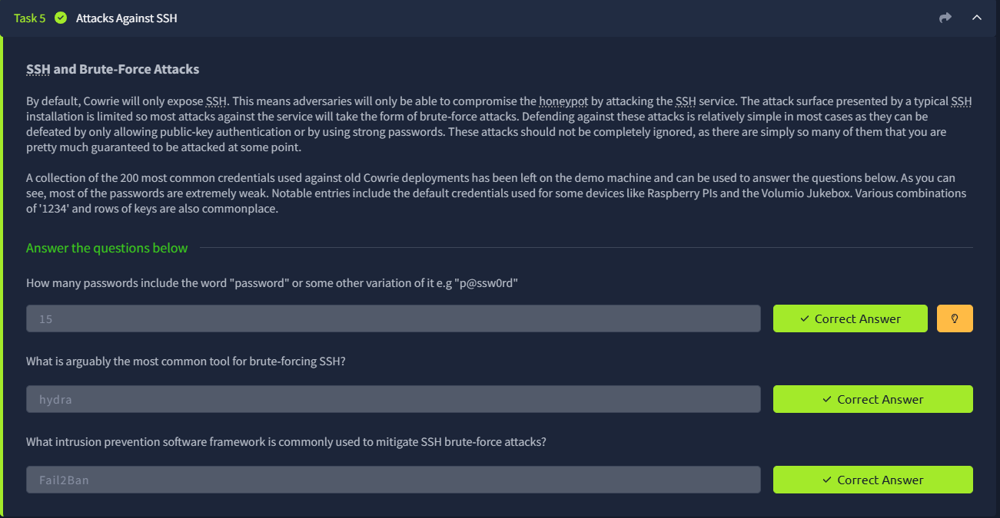 Task 5 Attacks Against SSH
SSH and Brute-Force Attacks
By default, Cowrie will only expose SSH. This means adversaries will only be able to compromise the honeypot by attacking the SSH service. The attack surface presented by a typical SSH
installation is limited so most attacks against the service will take the form of brute-force attacks. Defending against these attacks is relatively simple in most cases as they can be
defeated by only allowing public-key authentication or by using strong passwords. These attacks should not be completely ignored, as there are simply so many of them that you are
pretty much guaranteed to be attacked at some point.
A collection of the 200 most common credentials used against old Cowrie deployments has been left on the demo machine and can be used to answer the questions below. As you can
see, most of the passwords are extremely weak. Notable entries include the default credentials used for some devices like Raspberry PIs and the Volumio Jukebox. Various combinations
of '1234' and rows of keys are also commonplace.
Answer the questions below
How many passwords include the word "password" or some other variation of it e.g "p@ssw0rd"
15 Correct Answer
What is arguably the most common tool for brute-forcing SSH?
hydra Correct Answer
What intrusion prevention software framework is commonly used to mitigate SSH brute-force attacks?
Fail2Ban Correct Answer